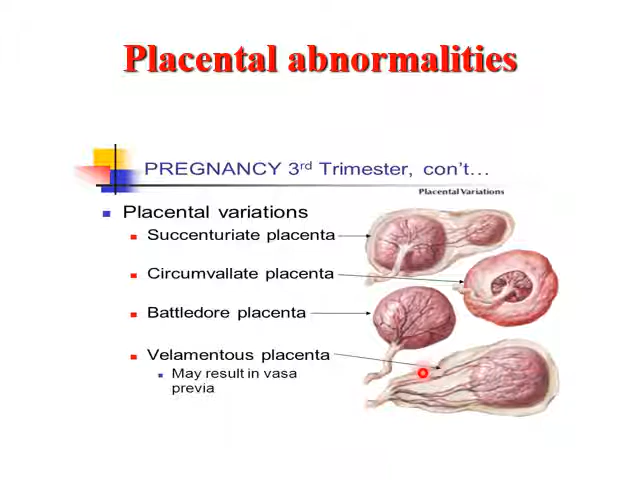 Placental abnormalities
PREGNANCY 3rd Trimester, con't...
Placental Variations
Placental variations
Succenturiate placenta
Circumvallate placenta
Battledore placenta
Velamentous placenta
May result in vasa
previa